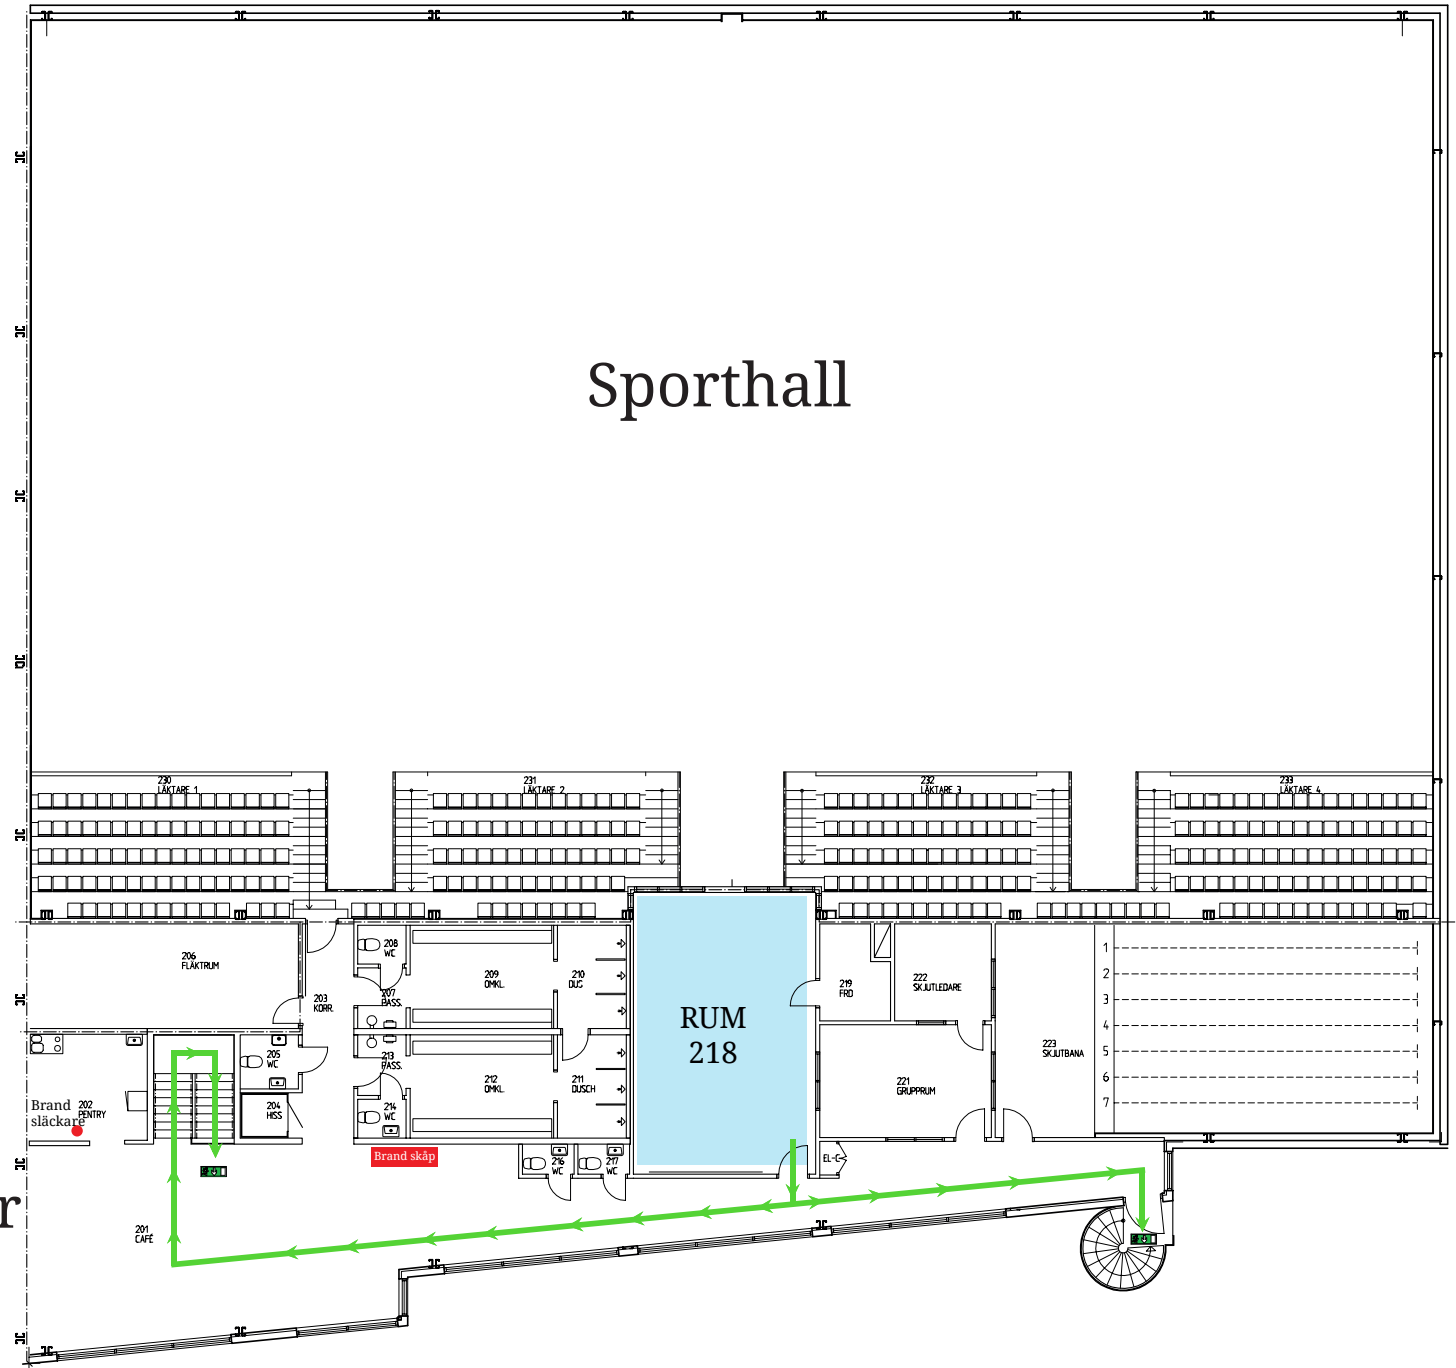 Sporthall
230
LÄKTARE 1
231
LÄKTARE 2
232
LÄKTARE 3
233
LÄKTARE 4
206
FLÄKTRUM
203
KORR.
208
WC
207
PASS.
209
OMKL.
210
DUS
213
PASS.
212
OMKL.
211
DUSCH
214
WC
205
WC
204
HISS
202
PENTRY
Brand
släckare
Brand skåp
216
WC
217
WC
RUM
218
219
FRD
222
SKJUTLEDARE
221
GRUPPRUM
223
SKJUTBANA
1
2
3
4
5
6
7
EL-C
201
CAFÉ
r